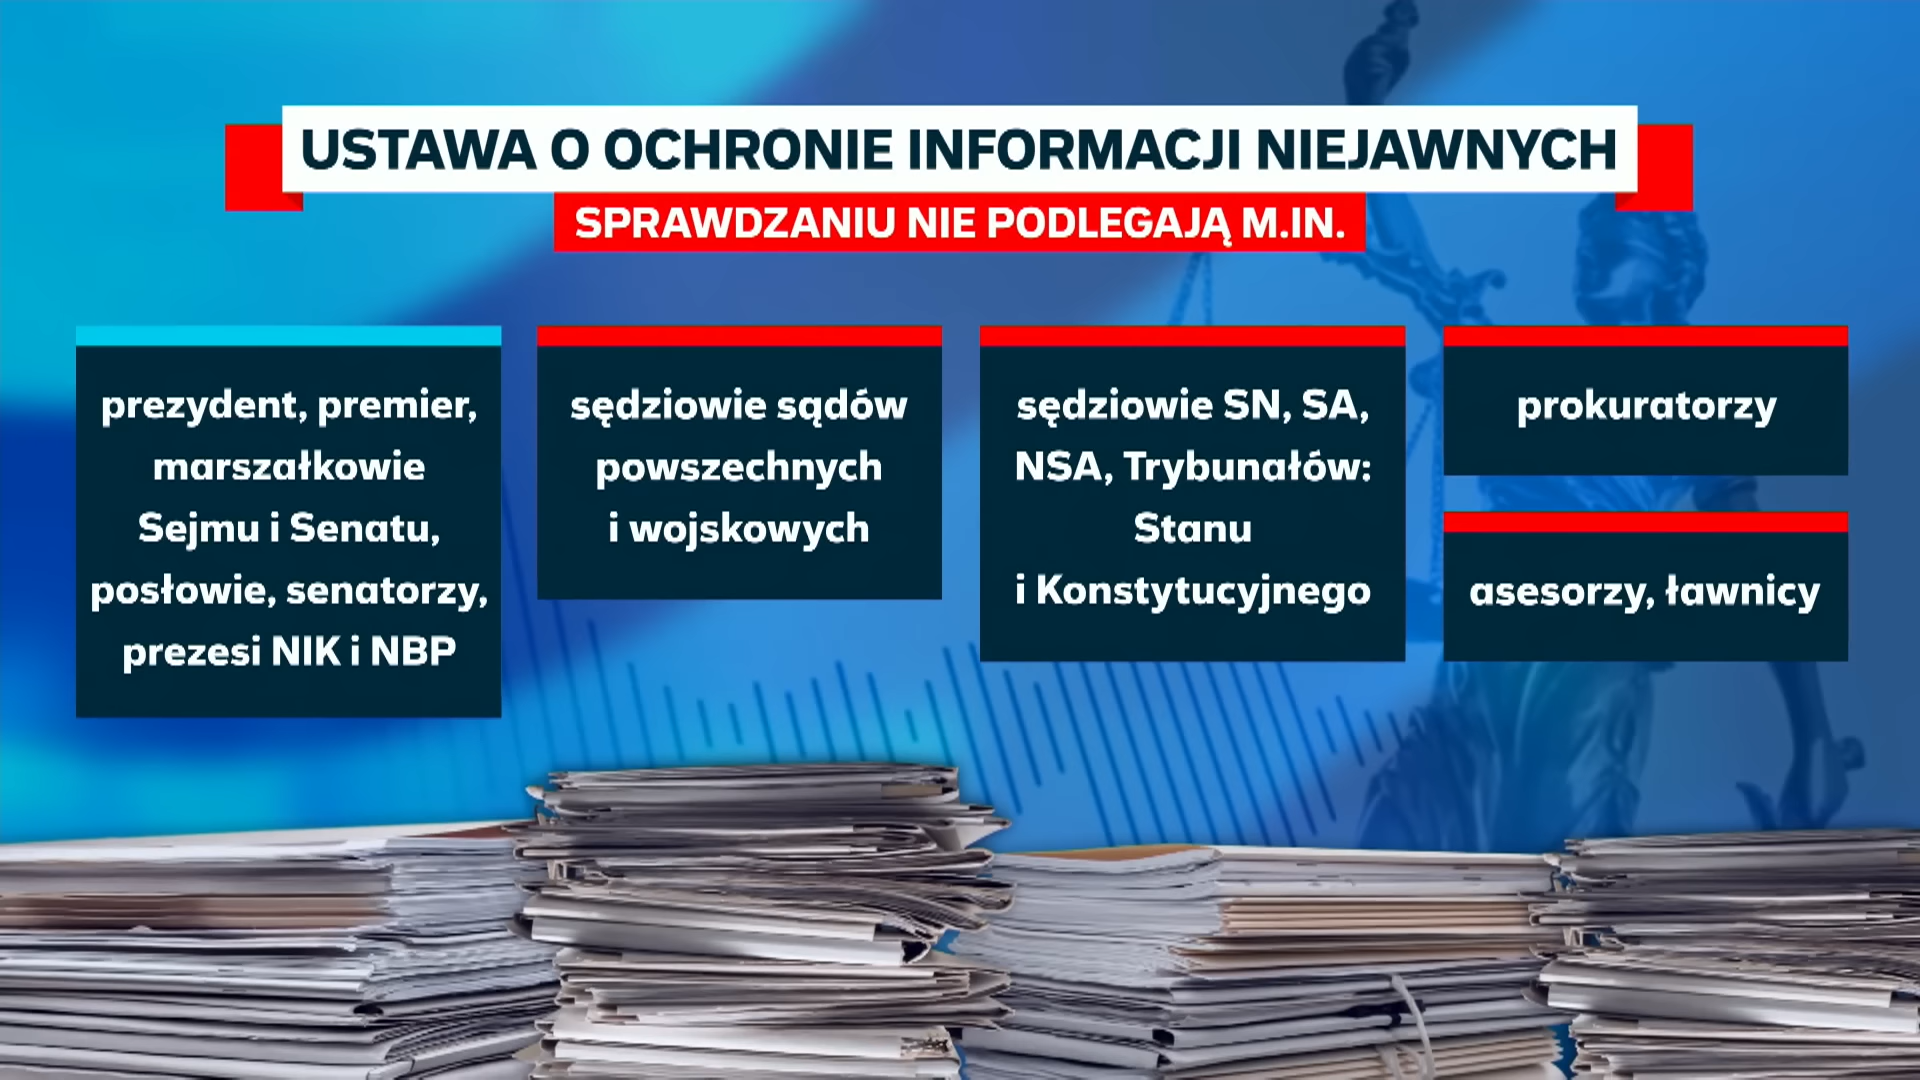 USTAWA O OCHRONIE INFORMACJI NIEJAWNYCH
SPRAWDZANIU NIE PODLEGAJĄ M.IN.
prezydent, premier,
marszałkowie
Sejmu i Senatu,
posłowie, senatorzy,
prezesi NIK i NBP
sędziowie sądów
powszechnych
i wojskowych
sędziowie SN, SA,
NSA, Trybunałów:
Stanu
i Konstytucyjnego
prokuratorzy
asesorzy, ławnicy